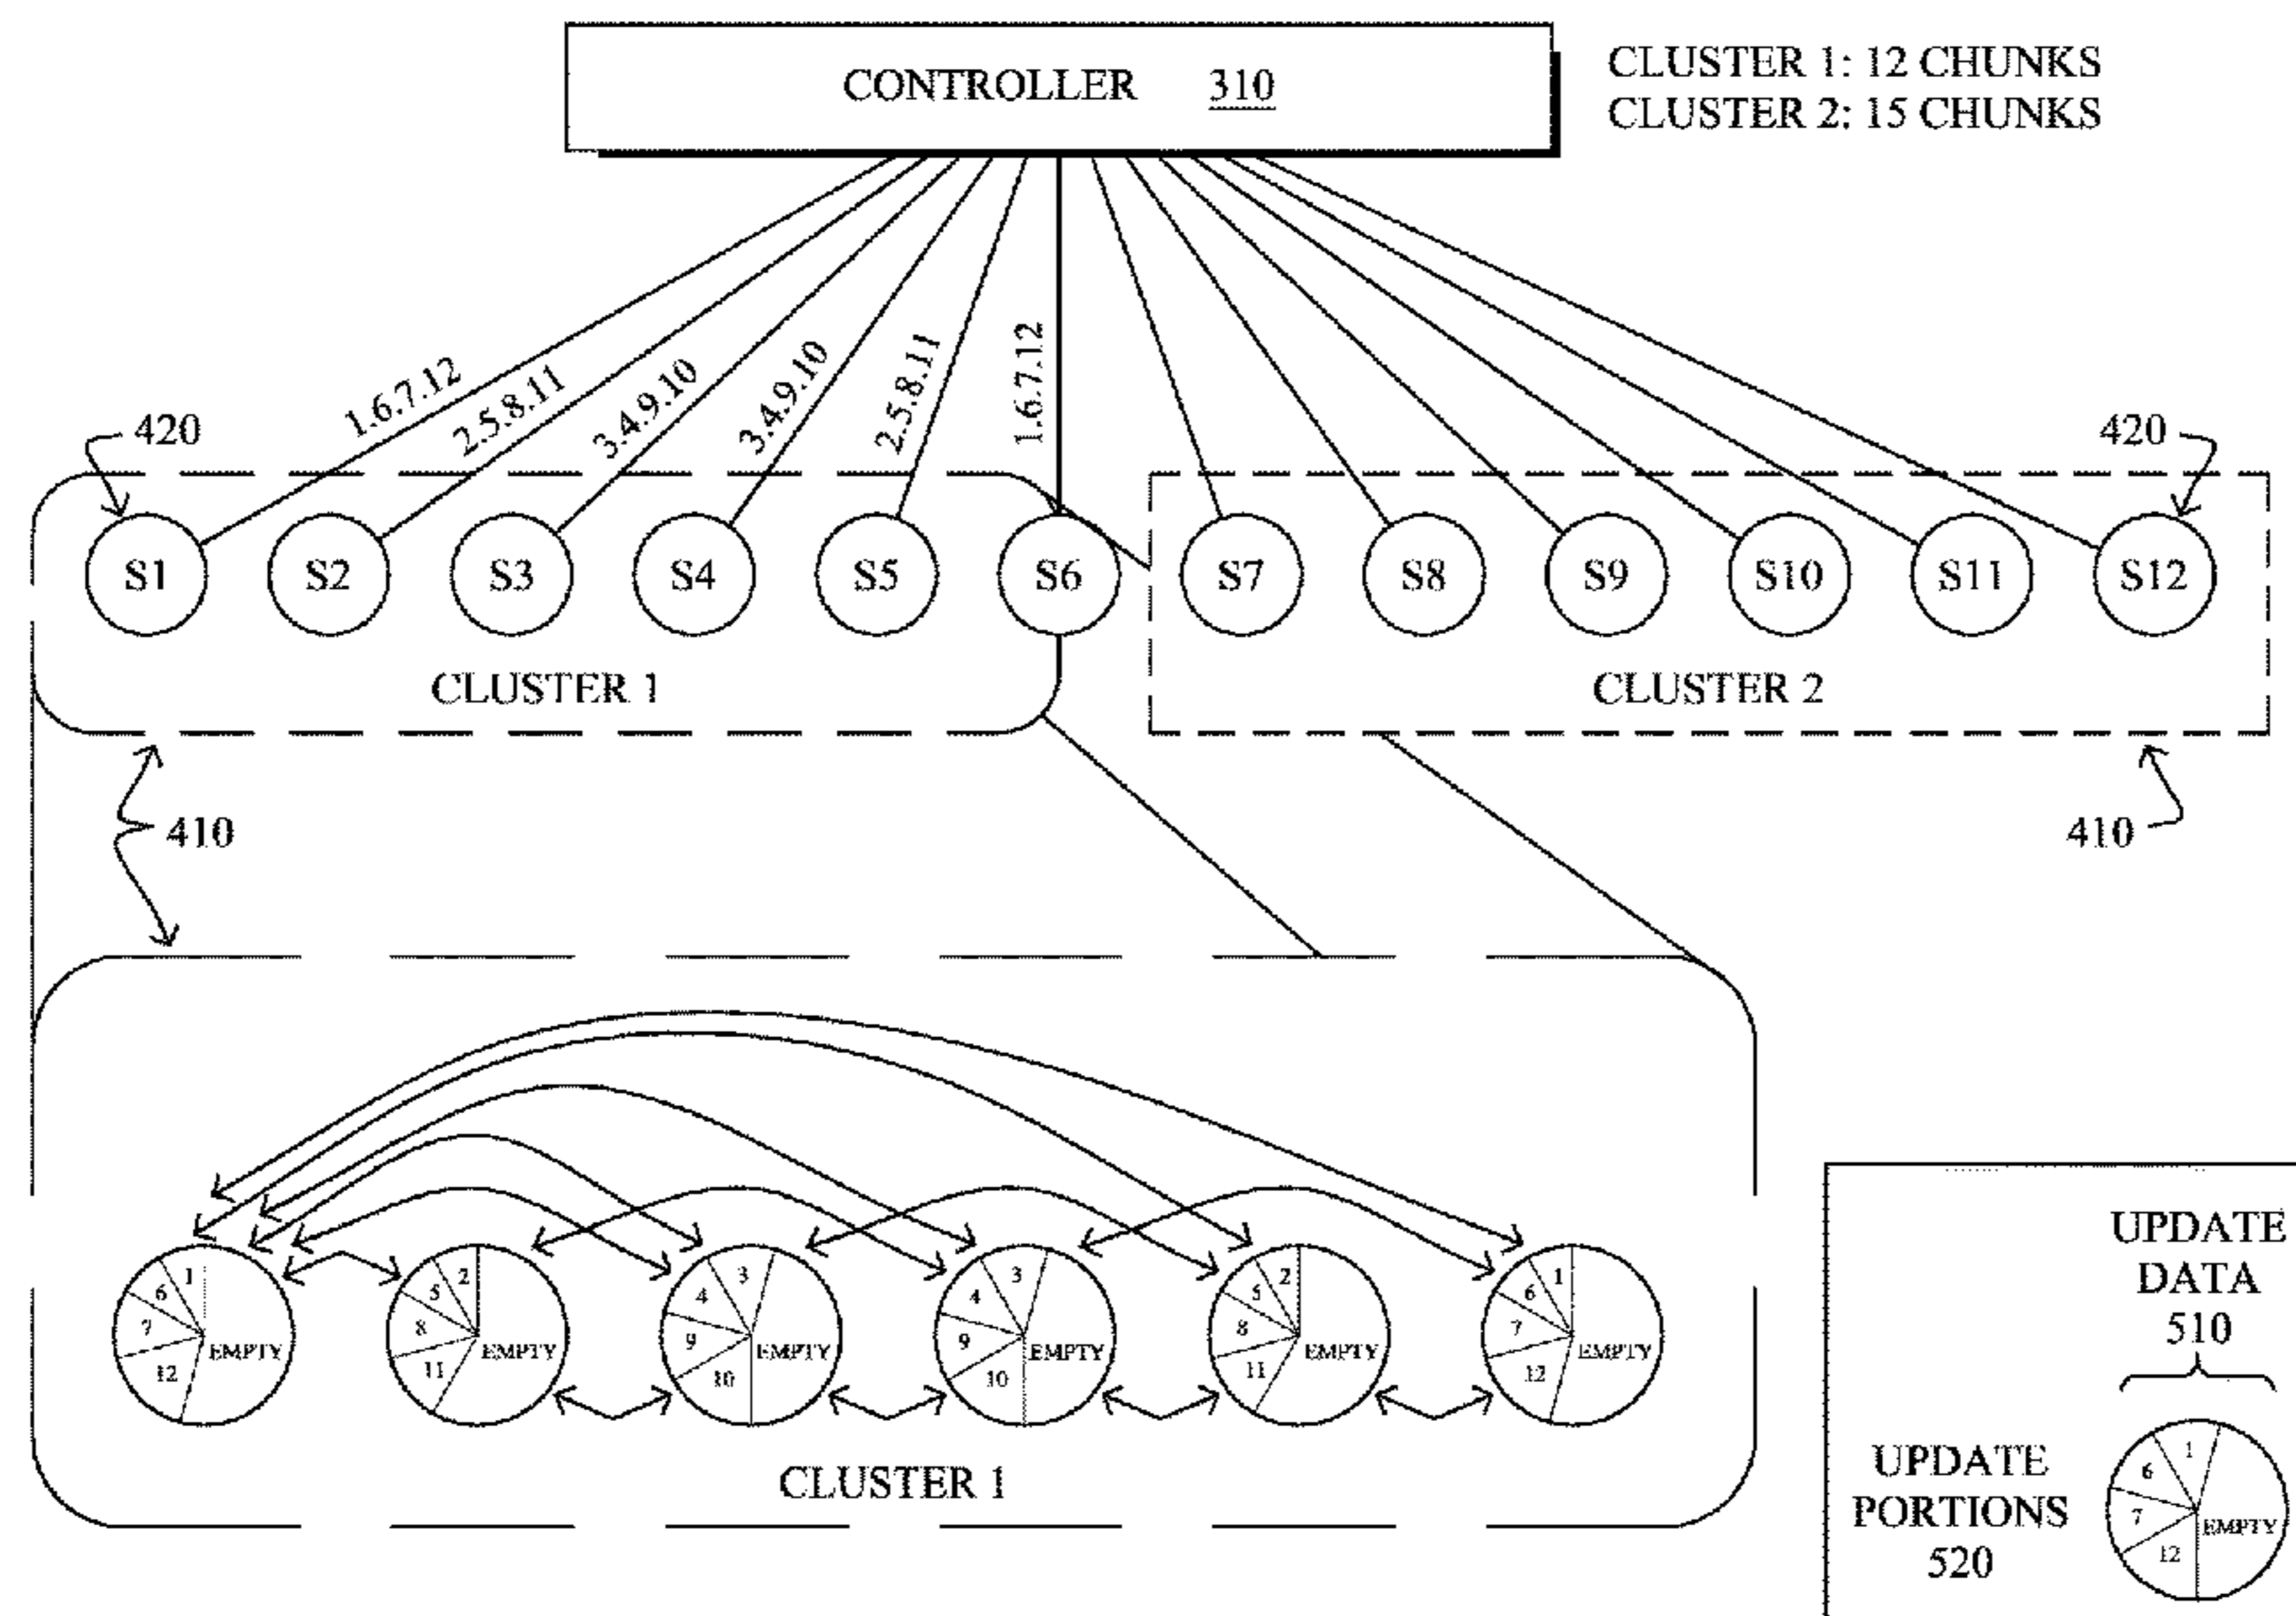 CONTROLLER 310
CLUSTER 1: 12 CHUNKS
CLUSTER 2: 15 CHUNKS
1.6.7.12
2.5.8.11
3.4.9.10
3.4.9.10
2.5.8.11
1.6.7.12
420
420
S1 S2 S3 S4 S5 S6 S7 S8 S9 S10 S11 S12
CLUSTER 1
CLUSTER 2
410
410
1 6 7 12 EMPTY
2 5 8 11 EMPTY
3 4 9 10 EMPTY
3 4 9 10 EMPTY
2 5 8 11 EMPTY
1 6 7 12 EMPTY
CLUSTER 1
UPDATE
DATA
510
UPDATE
PORTIONS
520
1 6 7 12 EMPTY